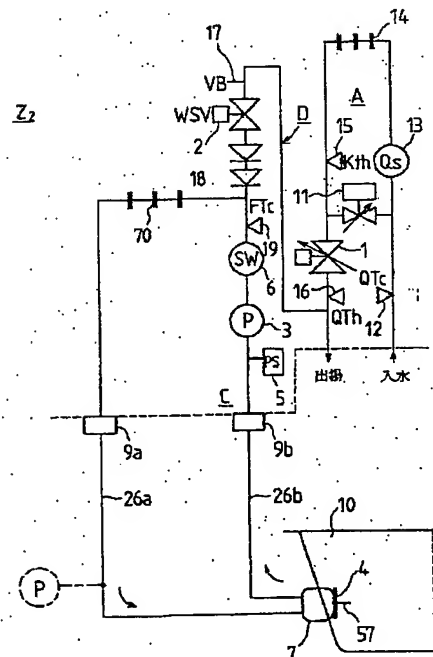 17
14
VB
A
Z2
D
WSV
13
15
2
Kth
Qs
11
18
70
FTc
19
1
SW
6
QTc
16
P
3
QTh
12
PS
5
出掛
入水
C
9a
9b
26a
26b
10
P
4
57
7